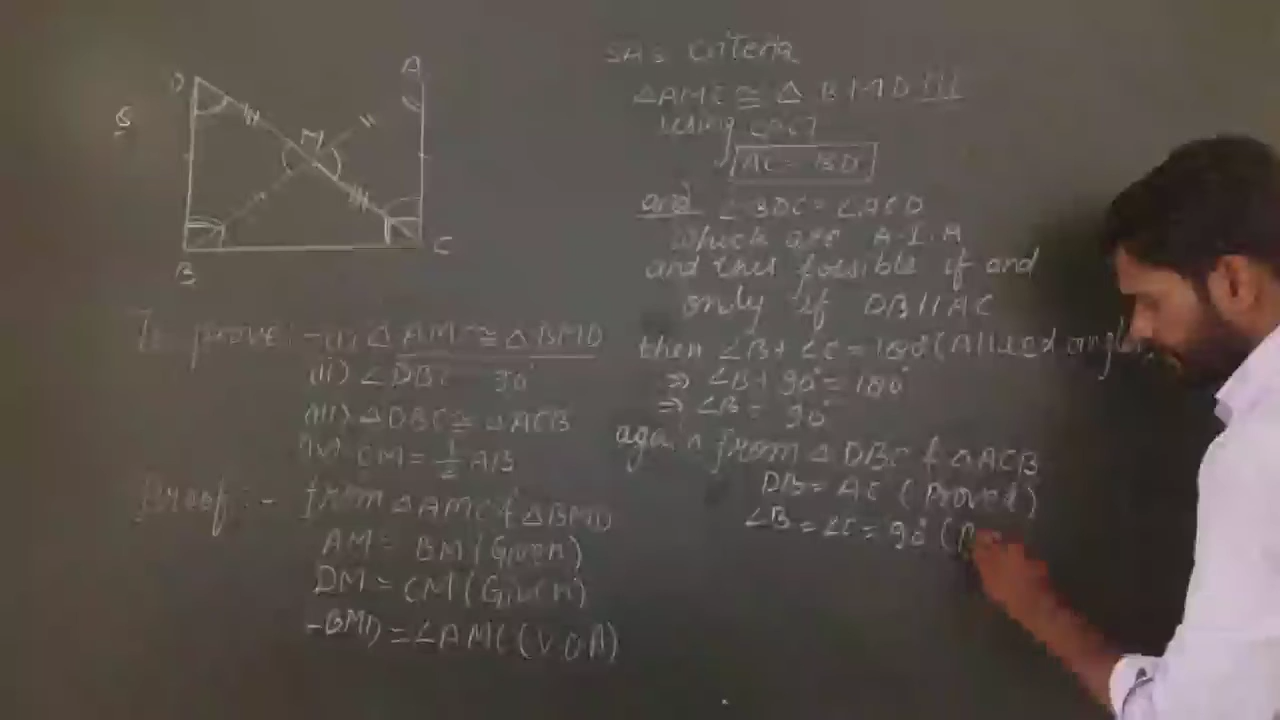 D
A
S
M
B
C
To prove:- (i) △ AMC ≅ △ BMD
(ii) ∠DBC = 90°
(iii) △DBC ≅ △ACB
(iv) CM = 1/2 AB
Proof:- from △AMC & △BMD
AM = BM (Given)
DM = CM (Given)
∠BMD = ∠AMC (V.O.A)
SAS Criteria
△AMC ≅ △ BMD
Using CPCT
AC = BD
and ∠BDC = ∠ACD
Which are A.I.A
and this possible if and
only if DB // AC
then ∠B + ∠C = 180° (Allied angles
⇒ ∠B + 90° = 180°
⇒ ∠B = 90°
again from △ DBC & △ACB
DB = AC (Proved)
∠B = ∠C = 90° (